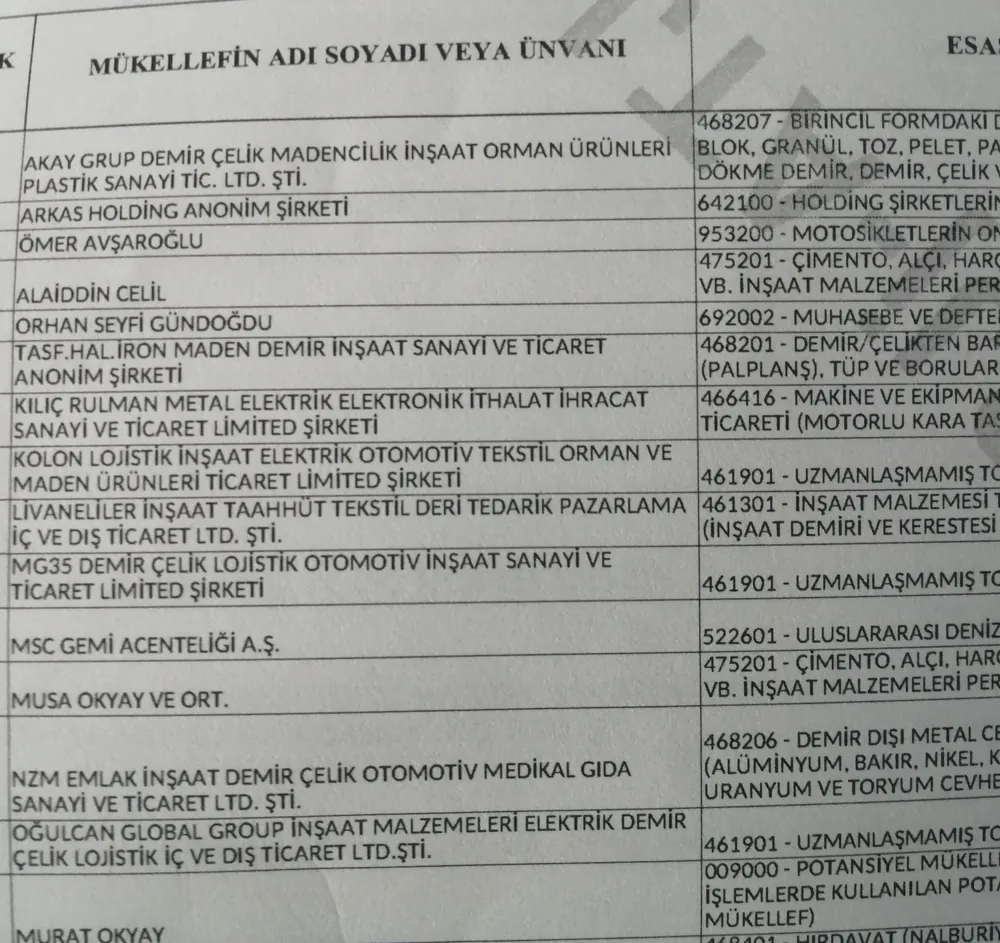 K
MÜKELLEFİN ADI SOYADI VEYA ÜNVANI
AKAY GRUP DEMİR ÇELİK MADENCİLİK İNŞAAT ORMAN ÜRÜNLERİ
PLASTİK SANAYİ TİC. LTD. ŞTİ.
468207 - BİRİNCİL FORMDAKİ
BLOK, GRANÜL, TOZ, PELET,
DÖKME DEMİR, DEMİR, ÇELİK
ARKAS HOLDİNG ANONİM ŞİRKETİ
642100 - HOLDİNG
ÖMER AVŞAROĞLU
953200 - MOTOSİKLETLERİN
ALAİDDİN CELİL
475201 - ÇİMENTO, ALÇI,
VB. İNŞAAT MALZEMELERİ
ORHAN SEYFİ GÜNDOĞDU
692002 - MUHASEBE VE
TASF.HAL.İRON MADEN DEMİR İNŞAAT SANAYİ VE TİCARET
ANONİM ŞİRKETİ
468201 - DEMİR/ÇELİKTEN
(PALPLANŞ), TÜP VE BORULAR
KILIÇ RULMAN METAL ELEKTRİK ELEKTRONİK İTHALAT İHRACAT
SANAYİ VE TİCARET LİMİTED ŞİRKETİ
466416 - MAKİNE VE EKİPMAN
TİCARETİ (MOTORLU KARA
KOLON LOJİSTİK İNŞAAT ELEKTRİK OTOMOTİV TEKSTİL ORMAN VE
MADEN ÜRÜNLERİ TİCARET LİMİTED ŞİRKETİ
461901 - UZMANLAŞMAMIŞ
LİVANELİLER İNŞAAT TAAHHÜT TEKSTİL DERİ TEDARİK PAZARLAMA
İÇ VE DIŞ TİCARET LTD. ŞTİ.
461301 - İNŞAAT MALZEMESİ
(İNŞAAT DEMİRİ VE KERESTESİ
MG35 DEMİR ÇELİK LOJİSTİK OTOMOTİV İNŞAAT SANAYİ VE
TİCARET LİMİTED ŞİRKETİ
461901 - UZMANLAŞMAMIŞ
MSC GEMİ ACENTELİĞİ A.Ş.
522601 - ULUSLARARASI DENİZ
MUSA OKYAY VE ORT.
475201 - ÇİMENTO, ALÇI,
VB. İNŞAAT MALZEMELERİ
NZM EMLAK İNŞAAT DEMİR ÇELİK OTOMOTİV MEDİKAL GIDA
SANAYİ VE TİCARET LTD. ŞTİ.
468206 - DEMİR DIŞI METAL
(ALÜMİNYUM, BAKIR, NİKEL,
URANYUM VE TORYUM
OĞULCAN GLOBAL GROUP İNŞAAT MALZEMELERİ ELEKTRİK DEMİR
ÇELİK LOJİSTİK İÇ VE DIŞ TİCARET LTD.ŞTİ.
461901 - UZMANLAŞMAMIŞ
MURAT OKYAY
009000 - POTANSİYEL
İŞLEMLERDE KULLANILAN
MÜKELLEF)